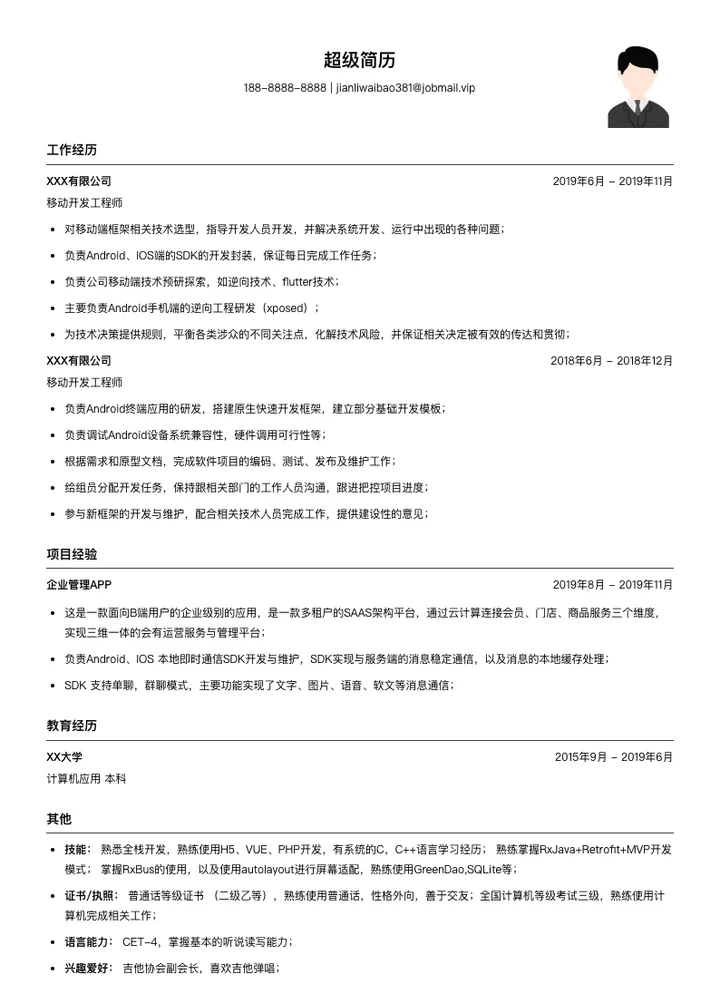 超级简历
188-8888-8888 | jianliwaibao381@jobmail.vip
工作经历
XXX有限公司 2019年6月 – 2019年11月
移动开发工程师
• 对移动端框架相关技术选型，指导开发人员开发，并解决系统开发、运行中出现的各种问题；
• 负责Android、IOS端的SDK的开发封装，保证每日完成工作任务；
• 负责公司移动端技术预研探索，如逆向技术、flutter技术；
• 主要负责Android手机端的逆向工程研发（xposed）；
• 为技术决策提供规则，平衡各类涉众的不同关注点，化解技术风险，并保证相关决定被有效的传达和贯彻；
XXX有限公司 2018年6月 – 2018年12月
移动开发工程师
• 负责Android终端应用的研发，搭建原生快速开发框架，建立部分基础开发模板；
• 负责调试Android设备系统兼容性，硬件调用可行性等；
• 根据需求和原型文档，完成软件项目的编码、测试、发布及维护工作；
• 给组员分配开发任务，保持跟相关部门的工作人员沟通，跟进把控项目进度；
• 参与新框架的开发与维护，配合相关技术人员完成工作，提供建设性的意见；
项目经验
企业管理APP 2019年8月 – 2019年11月
• 这是一款面向B端用户的企业级别的应用，是一款多租户的SAAS架构平台，通过云计算连接会员、门店、商品服务三个维度，
实现三维一体的会有运营服务与管理平台；
• 负责Android、IOS 本地即时通信SDK开发与维护，SDK实现与服务端的消息稳定通信，以及消息的本地缓存处理；
• SDK 支持单聊，群聊模式，主要功能实现了文字、图片、语音、软文等消息通信；
教育经历
XX大学 2015年9月 – 2019年6月
计算机应用 本科
其他
• 技能： 熟悉全栈开发，熟练使用H5、VUE、PHP开发，有系统的C，C++语言学习经历； 熟练掌握RxJava+Retrofit+MVP开发
模式； 掌握RxBus的使用，以及使用autolayout进行屏幕适配，熟练使用GreenDao,SQLite等；
• 证书/执照： 普通话等级证书 （二级乙等），熟练使用普通话，性格外向，善于交友；全国计算机等级考试三级，熟练使用计
算机完成相关工作；
• 语言能力： CET-4，掌握基本的听说读写能力；
• 兴趣爱好： 吉他协会副会长，喜欢吉他弹唱；